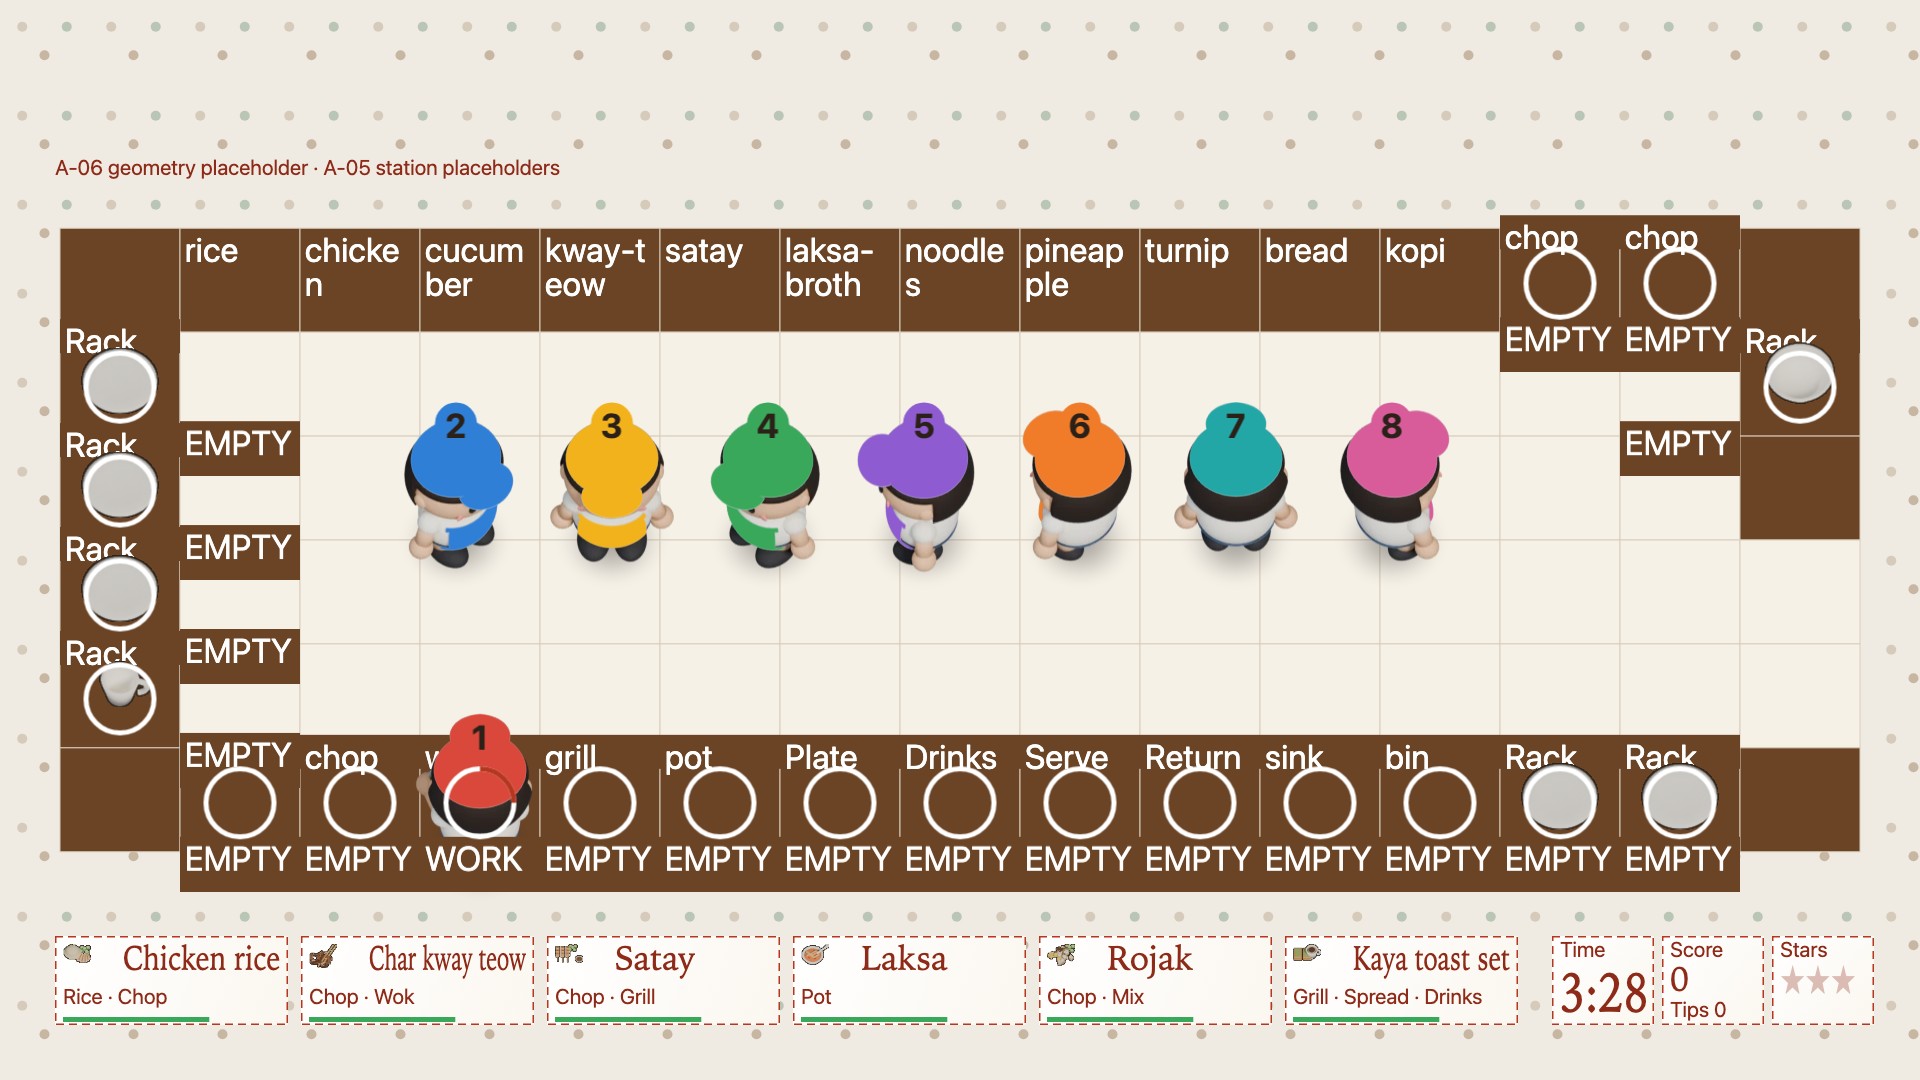 A-06 geometry placeholder · A-05 station placeholders
rice
chicke
n
cucum
ber
kway-t
eow
satay
laksa-
broth
noodle
s
pineap
ple
turnip
bread
kopi
chop
EMPTY
chop
EMPTY
Rack
Rack
Rack
EMPTY
EMPTY
Rack
EMPTY
Rack
EMPTY
2
3
4
5
6
7
8
1
EMPTY
chop
grill
pot
Plate
Drinks
Serve
Return
sink
bin
Rack
Rack
EMPTY
EMPTY
WORK
EMPTY
EMPTY
EMPTY
EMPTY
EMPTY
EMPTY
EMPTY
EMPTY
EMPTY
EMPTY
Chicken rice
Rice · Chop
Char kway teow
Chop · Wok
Satay
Chop · Grill
Laksa
Pot
Rojak
Chop · Mix
Kaya toast set
Grill · Spread · Drinks
Time
3:28
Score
0
Tips 0
Stars